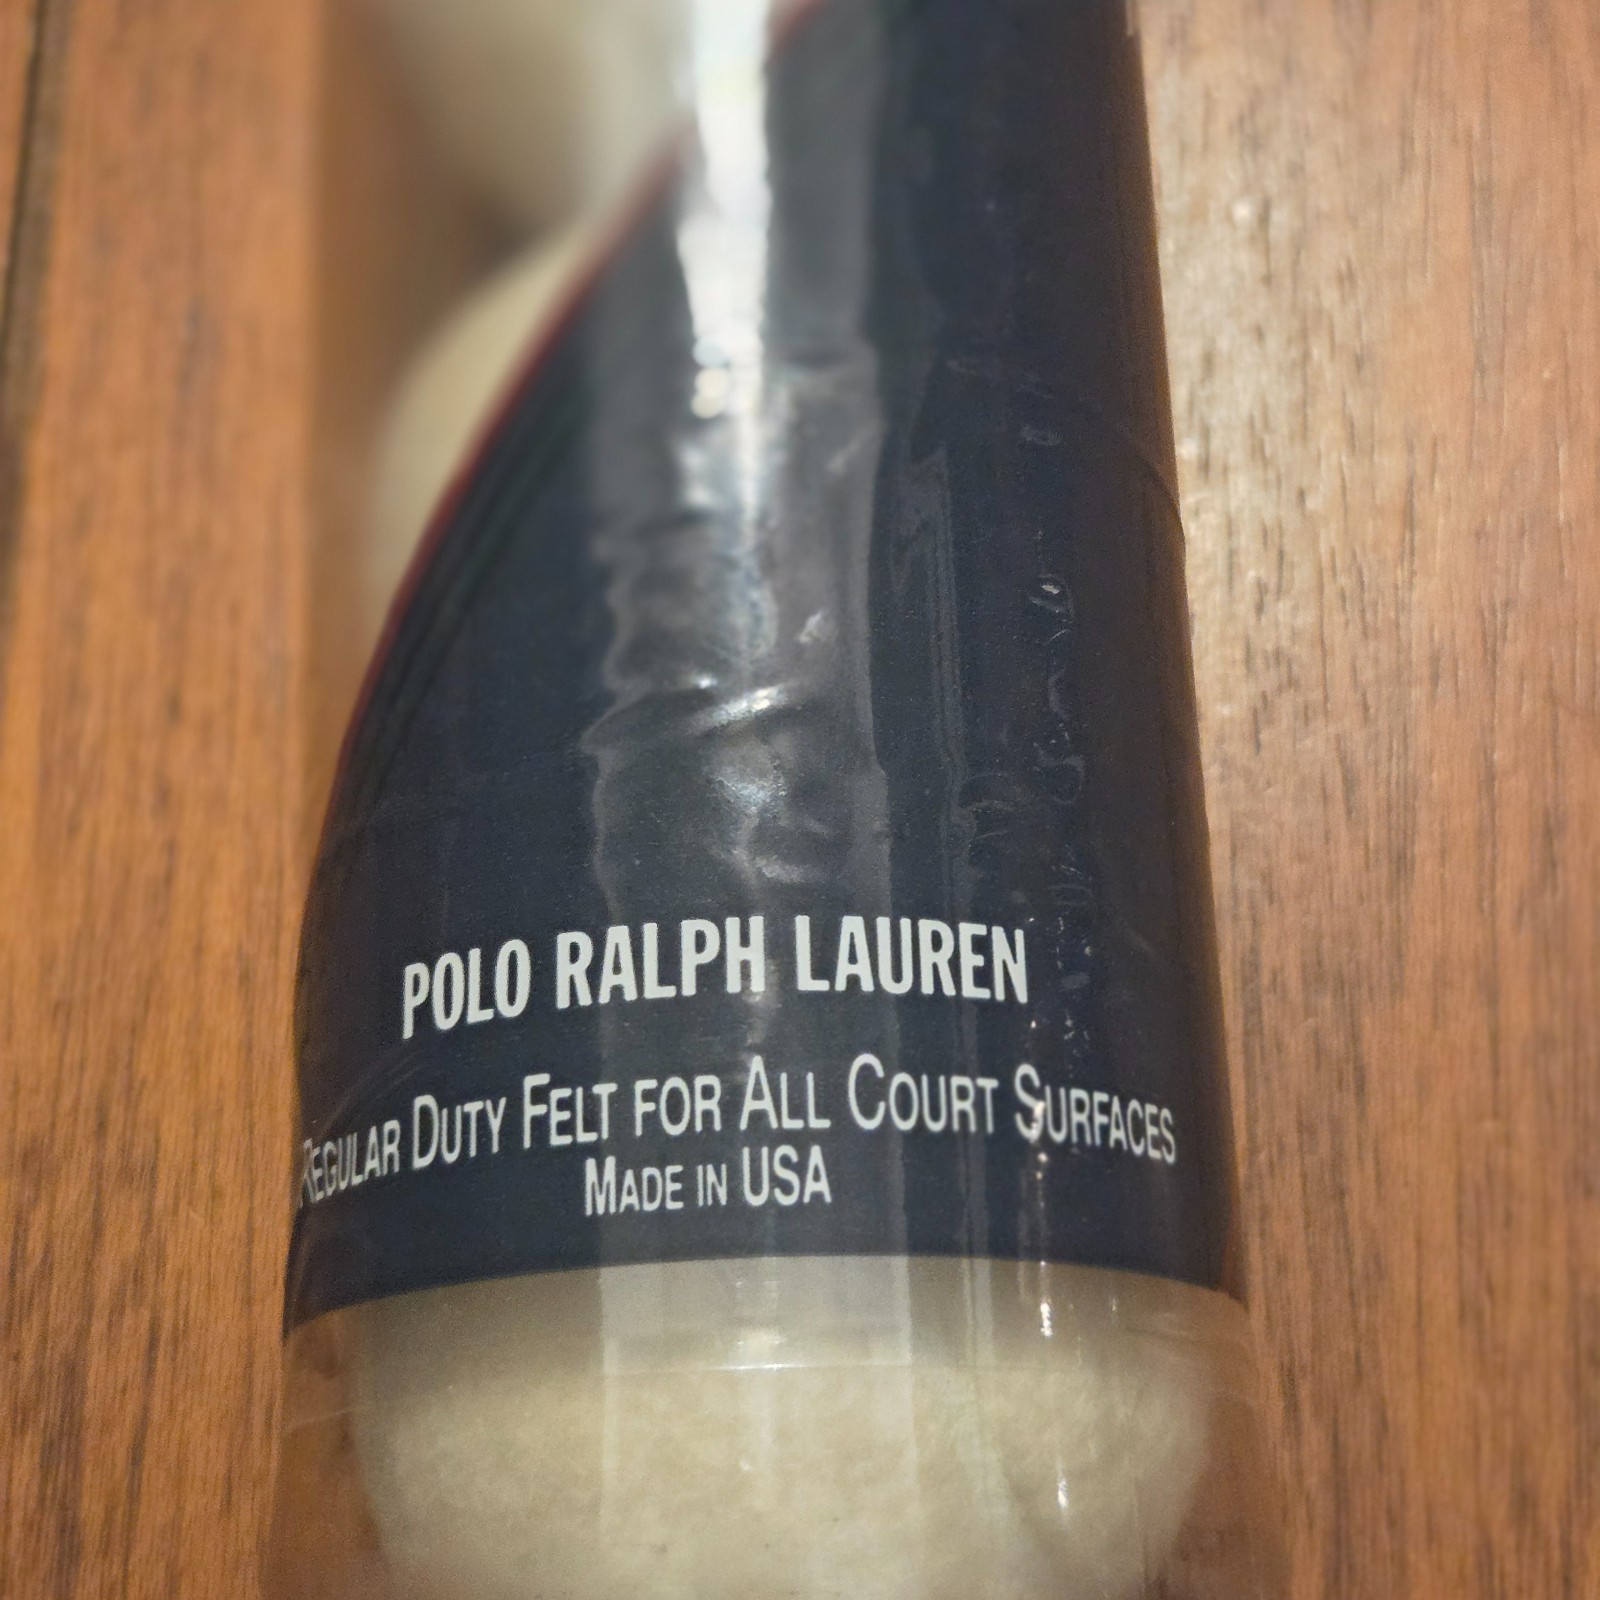 POLO RALPH LAUREN
REGULAR DUTY FELT FOR ALL COURT SURFACES
MADE IN USA